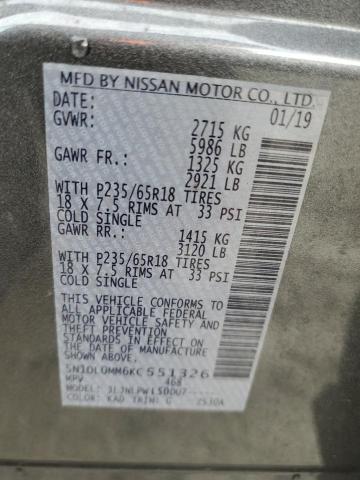 MFD BY NISSAN MOTOR CO., LTD.
DATE: 01/19
GVWR: 2715 KG
5986 LB
GAWR FR.: 1325 KG
2921 LB
WITH P235/65R18 TIRES
18 X 7.5 RIMS AT 33 PSI
COLD SINGLE
GAWR RR.: 1415 KG
3120 LB
WITH P235/65R18 TIRES
18 X 7.5 RIMS AT 33 PSI
COLD SINGLE
THIS VEHICLE CONFORMS TO
ALL APPLICABLE FEDERAL
MOTOR VEHICLE SAFETY AND
THEFT PREVENTION
STANDARDS IN EFFECT ON
THE DATE OF MANUFACTURE
SHOWN ABOVE.
5N1DL0MM6KC551326
MPV 468
COLOR: KAD TRIM: G